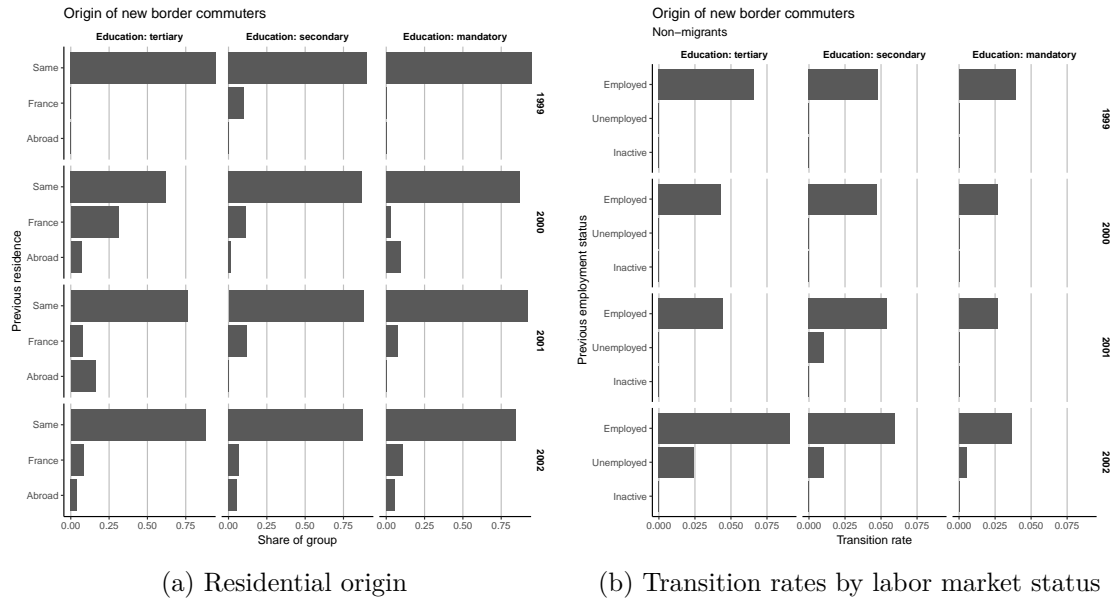 Origin of new border commuters
Education: tertiary Education: secondary Education: mandatory
Same
France
Abroad
1999
Same
France
Abroad
2000
Same
France
Abroad
2001
Same
France
Abroad
2002
Previous residence
0.00 0.25 0.50 0.75 0.00 0.25 0.50 0.75 0.00 0.25 0.50 0.75
Share of group
(a) Residential origin
Origin of new border commuters
Non−migrants
Education: tertiary Education: secondary Education: mandatory
Employed
Unemployed
Inactive
1999
Employed
Unemployed
Inactive
2000
Employed
Unemployed
Inactive
2001
Employed
Unemployed
Inactive
2002
Previous employment status
0.000 0.025 0.050 0.075 0.000 0.025 0.050 0.075 0.000 0.025 0.050 0.075
Transition rate
(b) Transition rates by labor market status